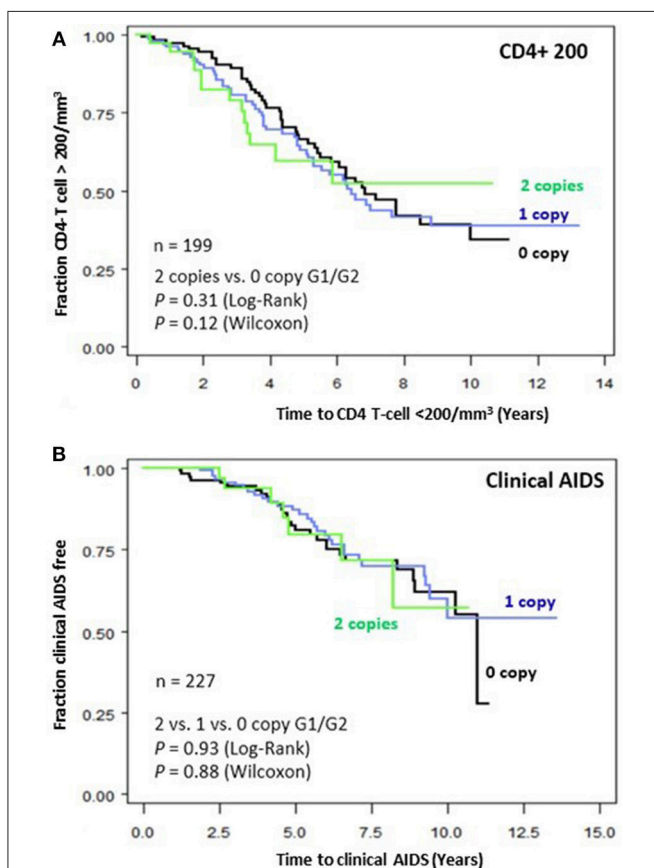 A
CD4+ 200
Fraction CD4-T cell > 200/mm³
1.00
0.75
0.50
0.25
0.00
2 copies
1 copy
0 copy
n = 199
2 copies vs. 0 copy G1/G2
P = 0.31 (Log-Rank)
P = 0.12 (Wilcoxon)
0 2 4 6 8 10 12 14
Time to CD4 T-cell <200/mm³ (Years)
B
Clinical AIDS
Fraction clinical AIDS free
1.00
0.75
0.50
0.25
0.00
1 copy
2 copies
0 copy
n = 227
2 vs. 1 vs. 0 copy G1/G2
P = 0.93 (Log-Rank)
P = 0.88 (Wilcoxon)
0.0 2.5 5.0 7.5 10.0 12.5 15.0
Time to clinical AIDS (Years)